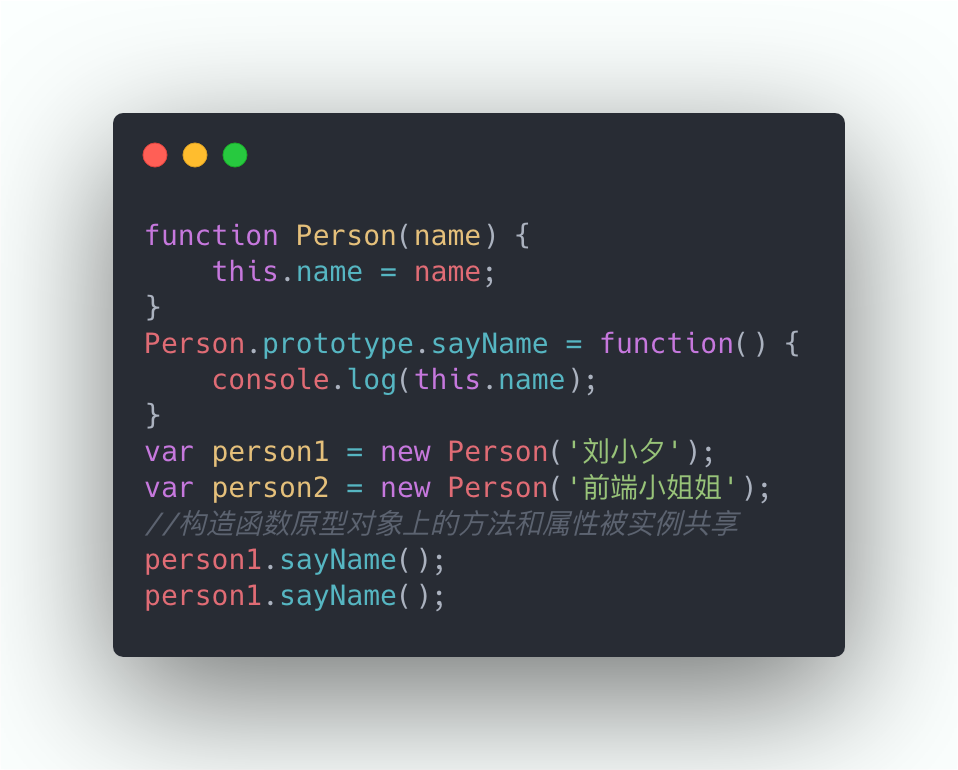 function Person(name) {
    this.name = name;
}
Person.prototype.sayName = function() {
    console.log(this.name);
}
var person1 = new Person('刘小夕');
var person2 = new Person('前端小姐姐');
//构造函数原型对象上的方法和属性被实例共享
person1.sayName();
person1.sayName();